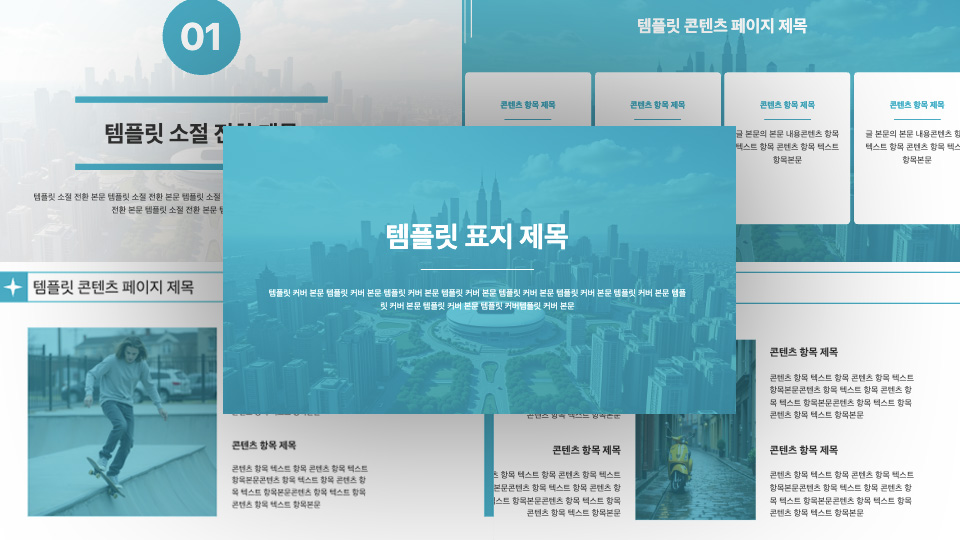 01
템플릿 소절 전환 제목
템플릿 소절 전환 본문 템플릿 소절 전환 본문 템플릿 소절
전환 본문 템플릿 소절 전환 본문
템플릿 콘텐츠 페이지 제목
콘텐츠 항목 제목
콘텐츠 항목 제목
콘텐츠 항목 제목
글 본문의 본문 내용콘텐츠 항목
텍스트 항목 콘텐츠 항목 텍스트
항목본문
콘텐츠 항목 제목
글 본문의 본문 내용콘텐츠
텍스트 항목 콘텐츠 항목 텍스트
항목본문
템플릿 표지 제목
템플릿 커버 본문 템플릿 커버 본문 템플릿 커버 본문 템플릿 커버 본문 템플릿 커버 본문 템플릿 커버 본문 템플릿 커버 본문 템플
릿 커버 본문 템플릿 커버 본문 템플릿 커버템플릿 커버 본문
템플릿 콘텐츠 페이지 제목
콘텐츠 항목 제목
콘텐츠 항목 텍스트 항목 콘텐츠 항목 텍스트
항목본문콘텐츠 항목 텍스트 항목 콘텐츠 항
목 텍스트 항목본문콘텐츠 항목 텍스트 항목
콘텐츠 항목 텍스트 항목본문
콘텐츠 항목 텍스트 항목본문
콘텐츠 항목 제목
항목 텍스트 항목 콘텐츠 항목 텍스트
본문콘텐츠 항목 텍스트 항목 콘텐츠 항
항목본문콘텐츠 항목 텍스트 항목
콘텐츠 항목 텍스트 항목본문
콘텐츠 항목 제목
콘텐츠 항목 텍스트 항목 콘텐츠 항목 텍스트
항목본문콘텐츠 항목 텍스트 항목 콘텐츠 항
목 텍스트 항목본문콘텐츠 항목 텍스트 항목
콘텐츠 항목 텍스트 항목본문
콘텐츠 항목 제목
콘텐츠 항목 텍스트 항목 콘텐츠 항목 텍스트
항목본문콘텐츠 항목 텍스트 항목 콘텐츠 항
목 텍스트 항목본문콘텐츠 항목 텍스트 항목
콘텐츠 항목 텍스트 항목본문